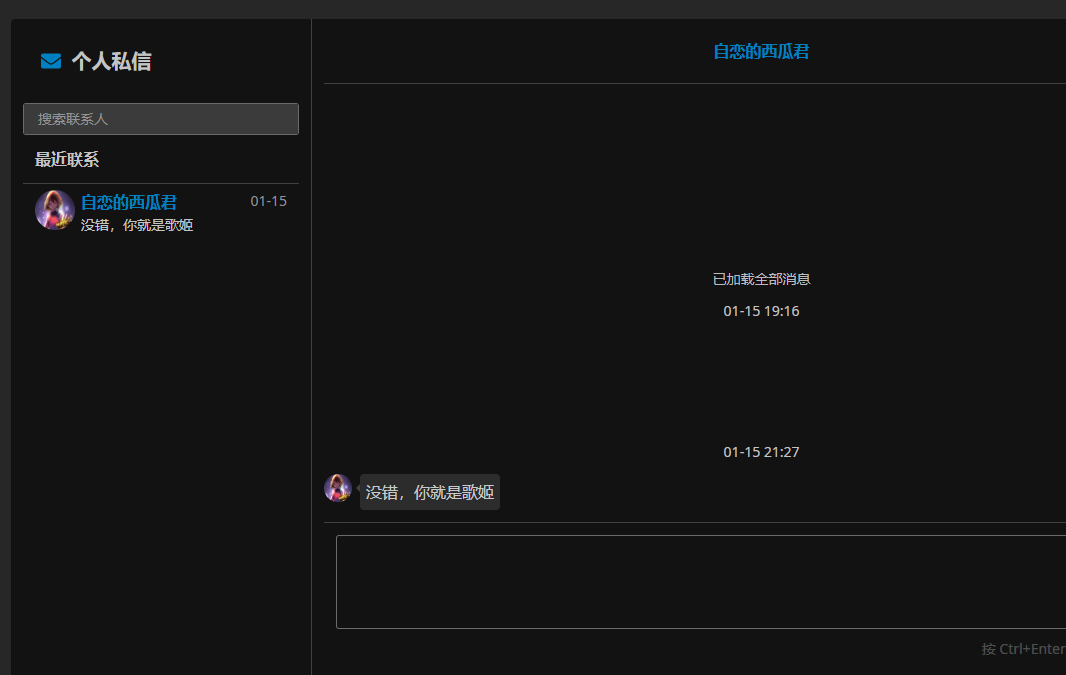 个人私信
搜索联系人
最近联系
自恋的西瓜君
01-15
没错，你就是歌姬
自恋的西瓜君
已加载全部消息
01-15 19:16
01-15 21:27
没错，你就是歌姬
按 Ctrl+Enter